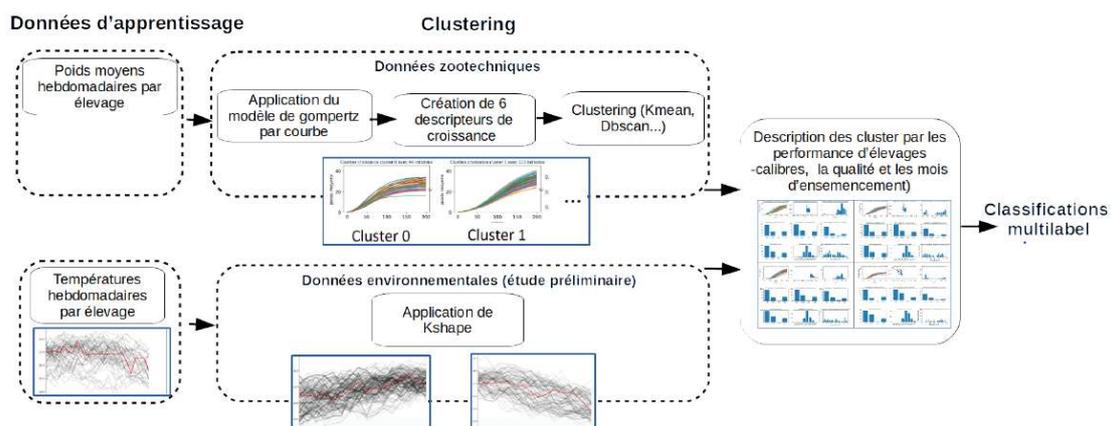 Données d'apprentissage
Clustering
Poids moyens
hebdomadaires par
élevage
Données zootechniques
Application du
modèle de gompertz
par courbe
Création de 6
descripteurs de
croissance
Clustering (Kmean,
Dbscan...)
Cluster 0
Cluster 1
...
Températures
hebdomadaires
par élevage
Données environnementales (étude préliminaire)
Application de
Kshape
Description des cluster par les
performance d'élevages
-calibres, la qualité et les mois
d'ensemencement)
Classifications
multilabel